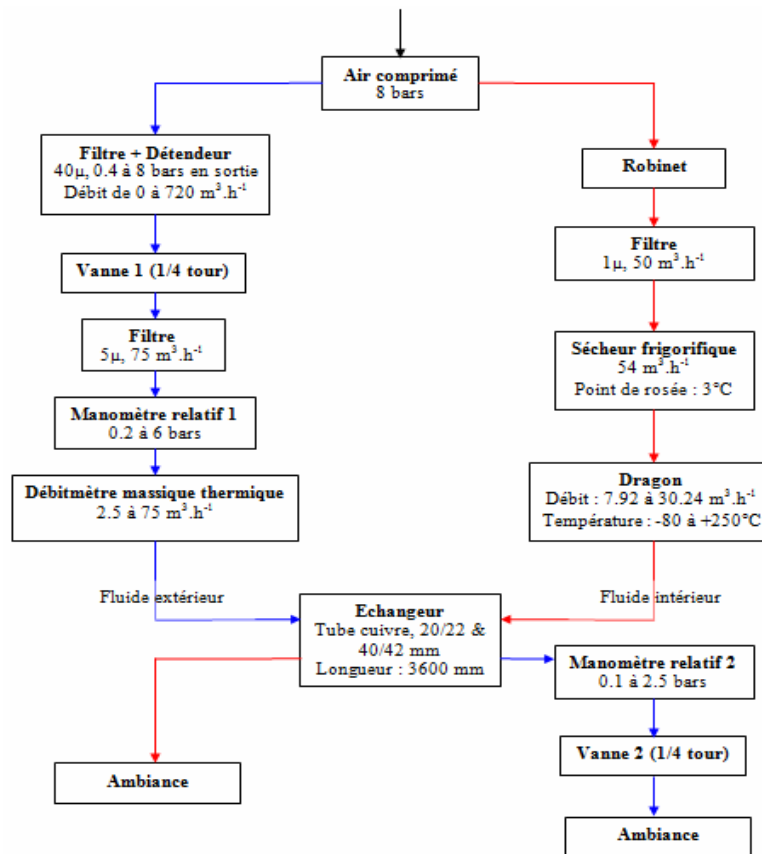 Air comprimé
8 bars
Filtre + Détendeur
40µ, 0.4 à 8 bars en sortie
Débit de 0 à 720 m³.h⁻¹
Robinet
Vanne 1 (1/4 tour)
Filtre
1µ, 50 m³.h⁻¹
Filtre
5µ, 75 m³.h⁻¹
Sécheur frigorifique
54 m³.h⁻¹
Point de rosée : 3°C
Manomètre relatif 1
0.2 à 6 bars
Débitmètre massique thermique
2.5 à 75 m³.h⁻¹
Dragon
Débit : 7.92 à 30.24 m³.h⁻¹
Température : -80 à +250°C
Fluide extérieur
Fluide intérieur
Echangeur
Tube cuivre, 20/22 &
40/42 mm
Longueur : 3600 mm
Manomètre relatif 2
0.1 à 2.5 bars
Vanne 2 (1/4 tour)
Ambiance
Ambiance